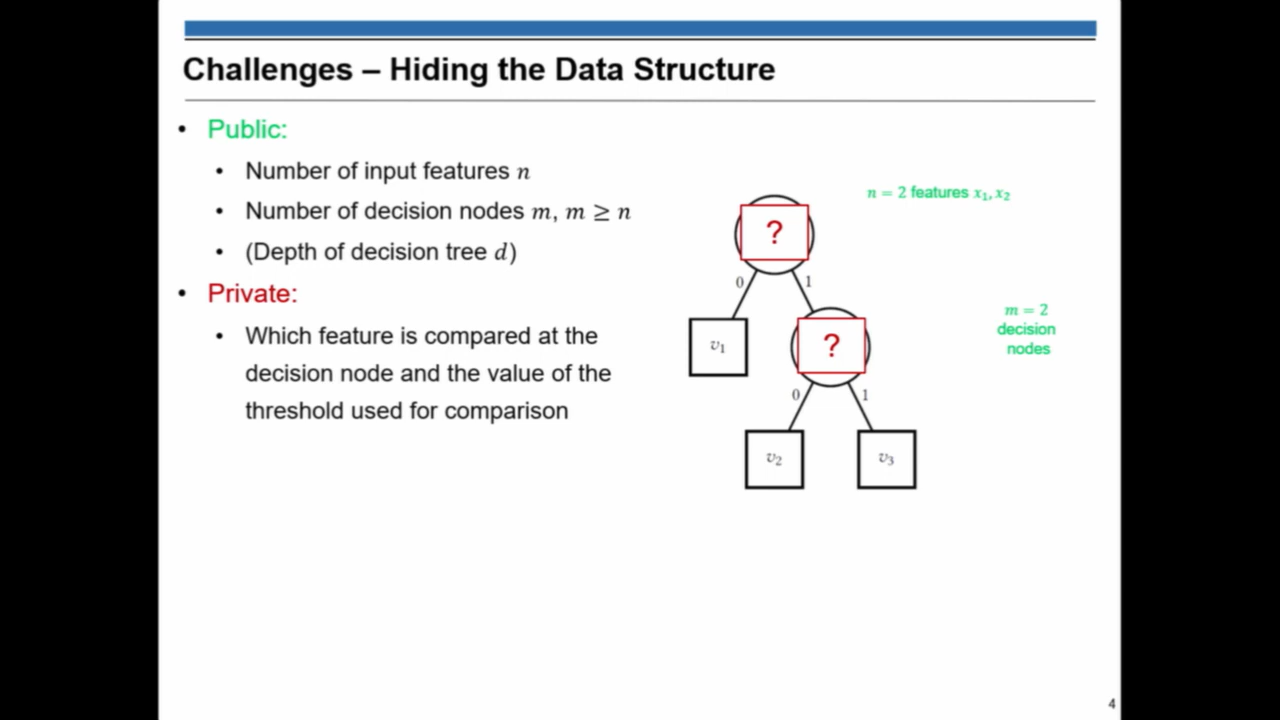 Challenges – Hiding the Data Structure
• Public:
• Number of input features n
• Number of decision nodes m, m ≥ n
• (Depth of decision tree d)
• Private:
• Which feature is compared at the
decision node and the value of the
threshold used for comparison
n = 2 features x₁, x₂
?
0
1
m = 2
decision
nodes
v₁
?
0
1
v₂
v₃
4